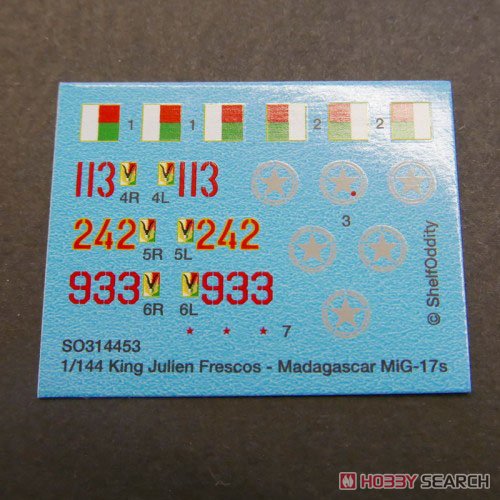 1 1 2 2
113 4R 4L 113
3
242 5R 5L 242
933 6R 6L 933
7
SO314453
1/144 King Julien Frescos - Madagascar MiG-17s
© ShelfOddity
HOBBY SEARCH